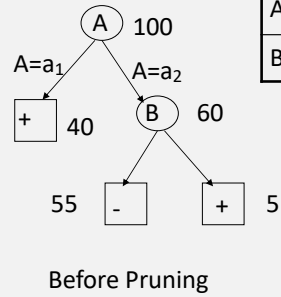 A 100
A
B
A=a₁ A=a₂
+ 40
B 60
55 - + 5
Before Pruning